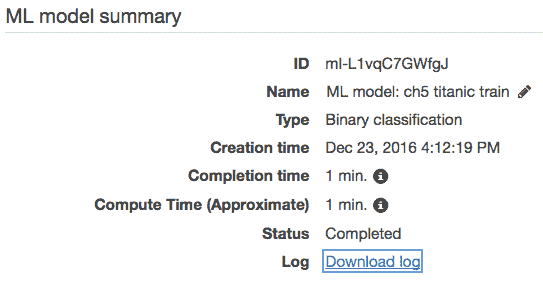 ML model summary
ID ml-L1vqC7GWfgJ
Name ML model: ch5 titanic train
Type Binary classification
Creation time Dec 23, 2016 4:12:19 PM
Completion time 1 min.
Compute Time (Approximate) 1 min.
Status Completed
Log Download log